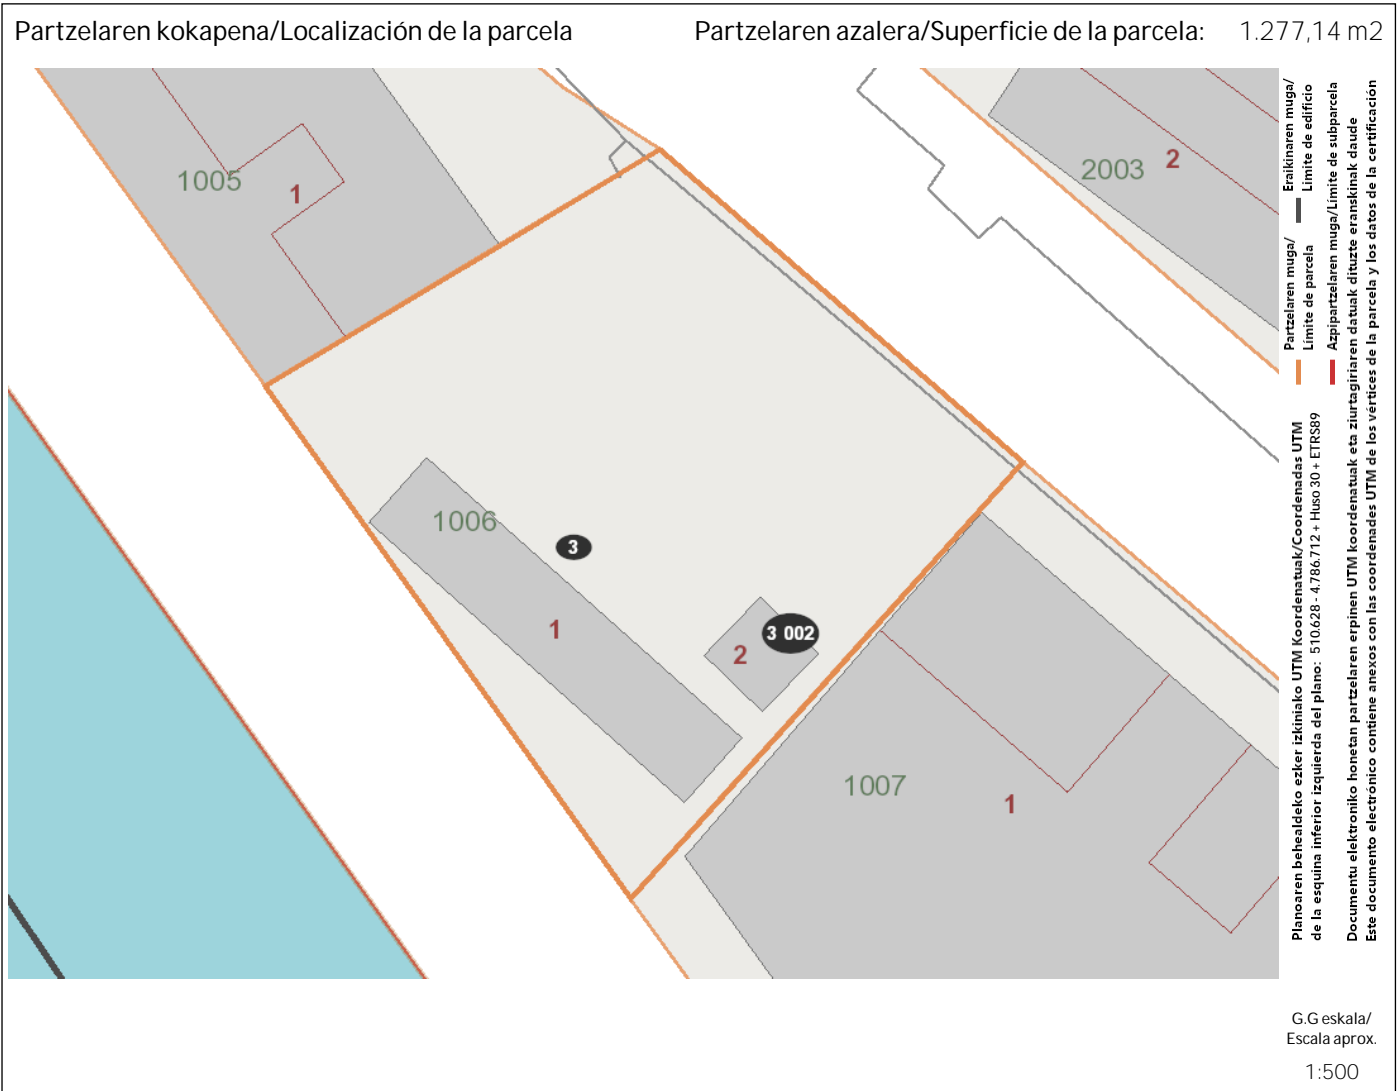 Partzelaren kokapena/Localización de la parcela
Partzelaren azalera/Superficie de la parcela: 1.277,14 m2
1005
1
2003
2
1006
3
1
2
3 002
1007
1
Partzelaren muga/
Límite de parcela
Eraikinaren muga/
Límite de edificio
Azpipartzelaren muga/Límite de subparcela
Planoaren behealdeko ezker izkiniako UTM Koordenatuak/Coordenadas UTM
de la esquina inferior izquierda del plano: 510.628 - 4.786.712 + Huso 30 + ETRS89
Documentu elektroniko honetan partzelaren erpinen UTM koordenatuak eta ziurtagiriaren datuak dituzte eranskinak daude
Este documento electrónico contiene anexos con las coordenades UTM de los vértices de la parcela y los datos de la certificación
G.G eskala/
Escala aprox.
1:500